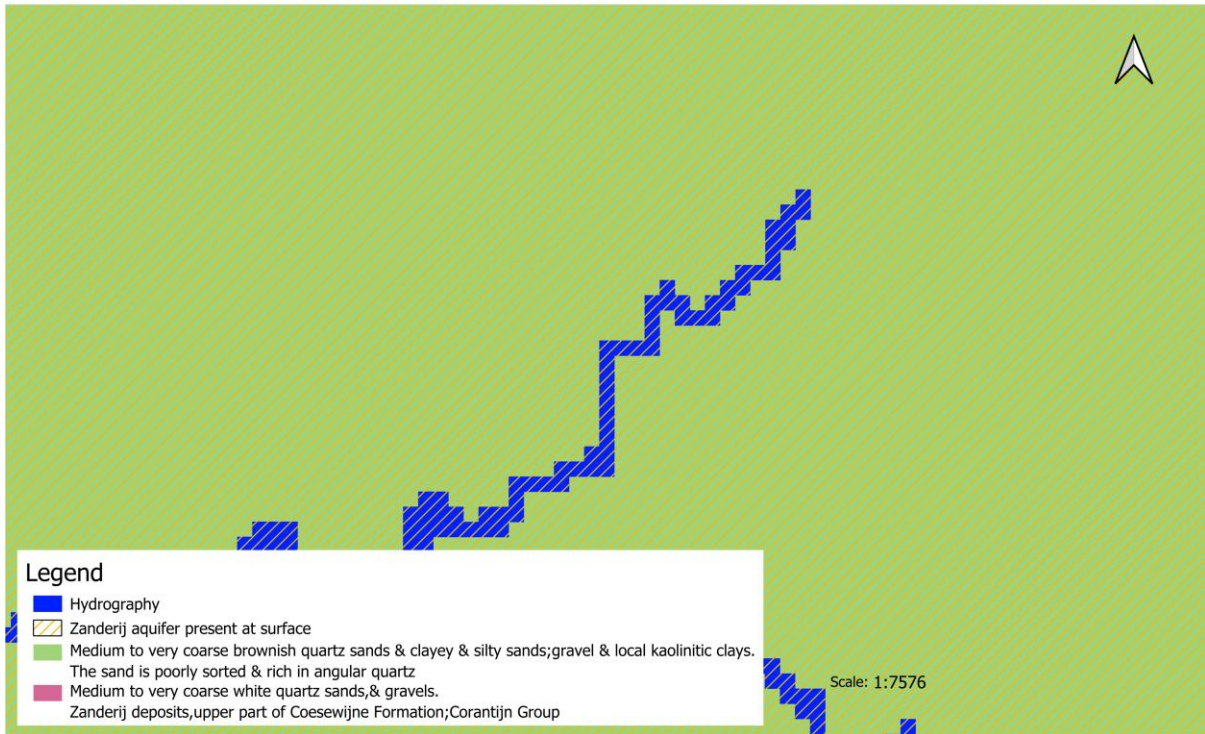 Legend
Hydrography
Zanderij aquifer present at surface
Medium to very coarse brownish quartz sands & clayey & silty sands;gravel & local kaolinitic clays.
The sand is poorly sorted & rich in angular quartz
Medium to very coarse white quartz sands,& gravels.
Zanderij deposits,upper part of Coesewijne Formation;Corantijn Group
Scale: 1:7576